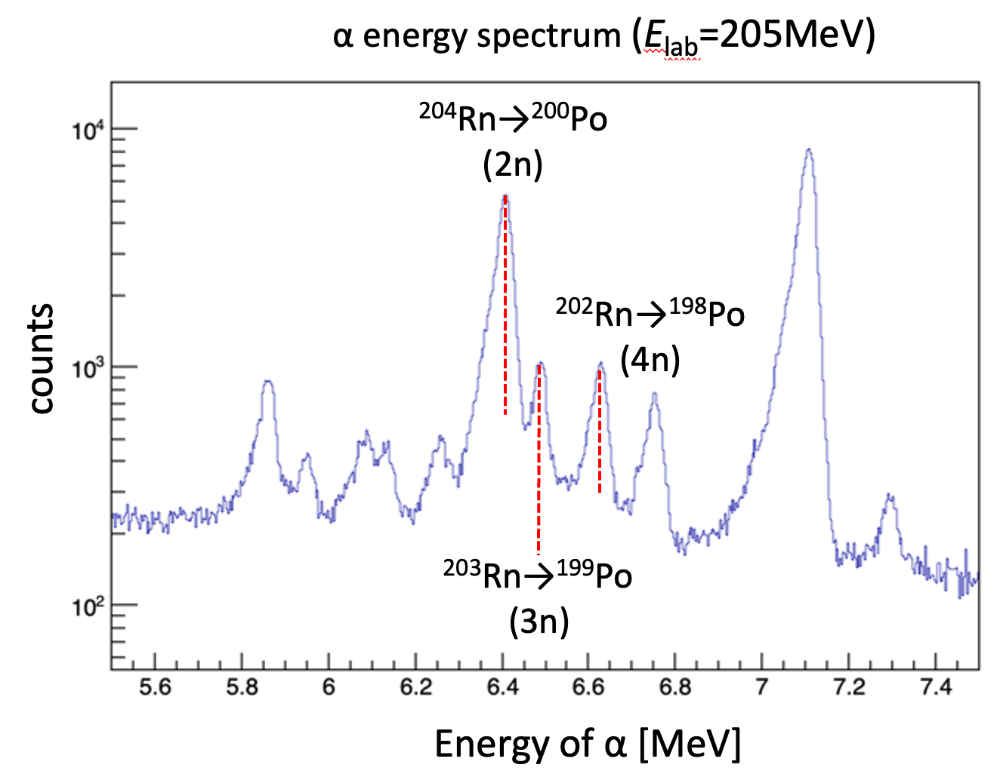 α energy spectrum (E_lab=205MeV)
10⁴
10³
10²
counts
²⁰⁴Rn→²⁰⁰Po
(2n)
²⁰²Rn→¹⁹⁸Po
(4n)
²⁰³Rn→¹⁹⁹Po
(3n)
5.6 5.8 6 6.2 6.4 6.6 6.8 7 7.2 7.4
Energy of α [MeV]